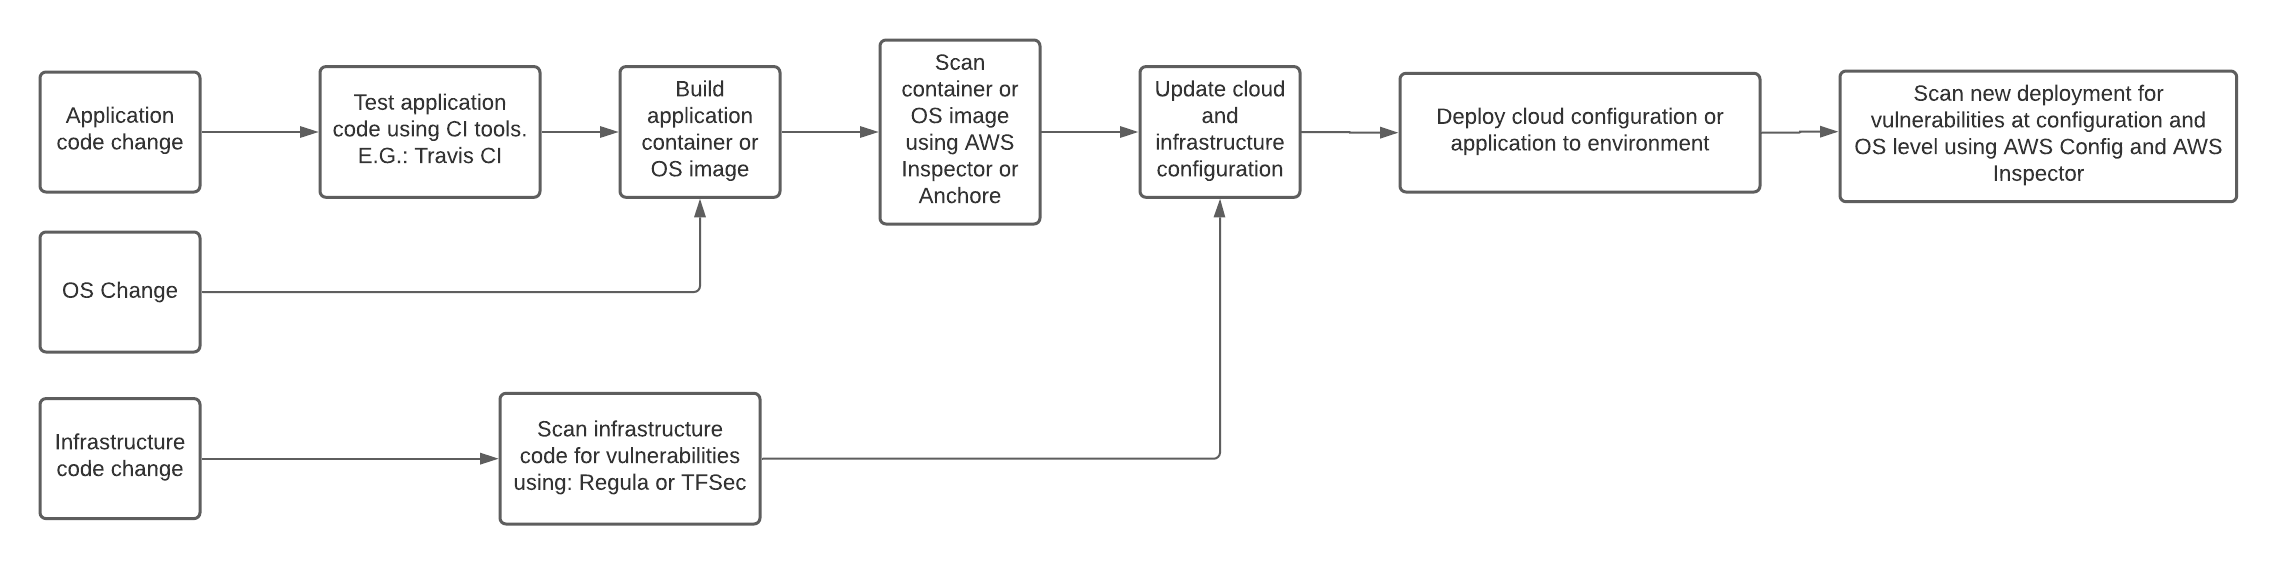 Application
code change
Test application
code using CI tools.
E.G.: Travis CI
Build
application
container or
OS image
Scan
container or
OS image
using AWS
Inspector or
Anchore
Update cloud
and
infrastructure
configuration
Deploy cloud configuration or
application to environment
Scan new deployment for
vulnerabilities at configuration and
OS level using AWS Config and AWS
Inspector
OS Change
Infrastructure
code change
Scan infrastructure
code for vulnerabilities
using: Regula or TFSec